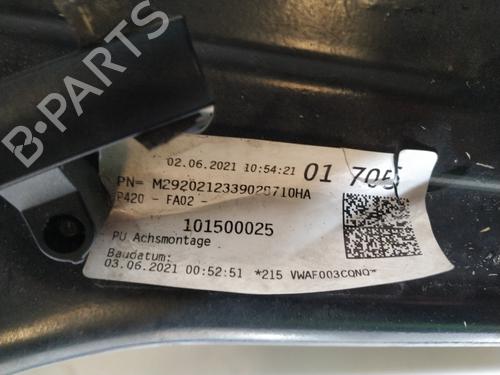 B-PARTS
02.06.2021 10:54:21 01 705
PN= M2920212339028710HA
P420 - FA02 -
101500025
PU Achsmontage
Baudatum:
03.06.2021 00:52:51 *215 VWAF003CQNQ*